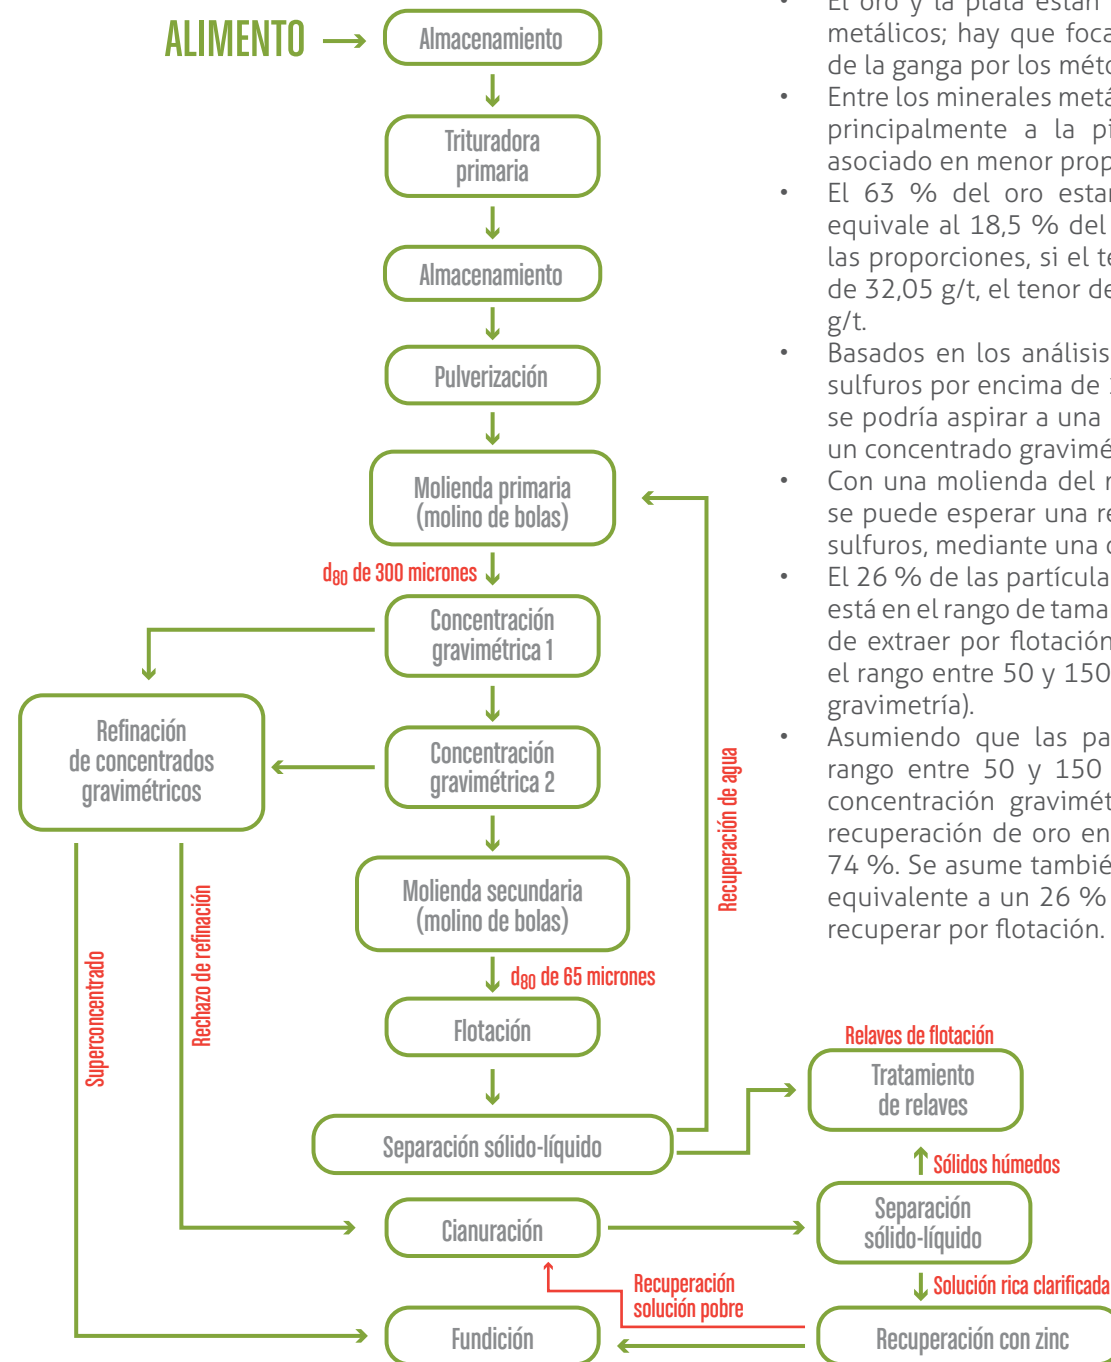 ALIMENTO
Almacenamiento
Trituradora
primaria
Almacenamiento
Pulverización
Molienda primaria
(molino de bolas)
d80 de 300 micrones
Concentración
gravimétrica 1
Refinación
de concentrados
gravimétricos
Concentración
gravimétrica 2
Recuperación de agua
Molienda secundaria
(molino de bolas)
Superconcentrado
Rechazo de refinación
d80 de 65 micrones
Flotación
Separación sólido-líquido
Relaves de flotación
Tratamiento
de relaves
Sólidos húmedos
Cianuración
Separación
sólido-líquido
Recuperación
solución pobre
Solución rica clarificada
Fundición
Recuperación con zinc
• El oro y la plata están
metálicos; hay que foca
de la ganga por los méto
• Entre los minerales metá
principalmente a la pi
asociado en menor prop
• El 63 % del oro estar
equivale al 18,5 % del
las proporciones, si el te
de 32,05 g/t, el tenor de
g/t.
• Basados en los análisis
sulfuros por encima de
se podría aspirar a una
un concentrado gravimé
• Con una molienda del
se puede esperar una re
sulfuros, mediante una
• El 26 % de las partícula
está en el rango de tama
de extraer por flotación
el rango entre 50 y 150
gravimetría).
• Asumiendo que las pa
rango entre 50 y 150
concentración gravimét
recuperación de oro en
74 %. Se asume tambié
equivalente a un 26 %
recuperar por flotación.